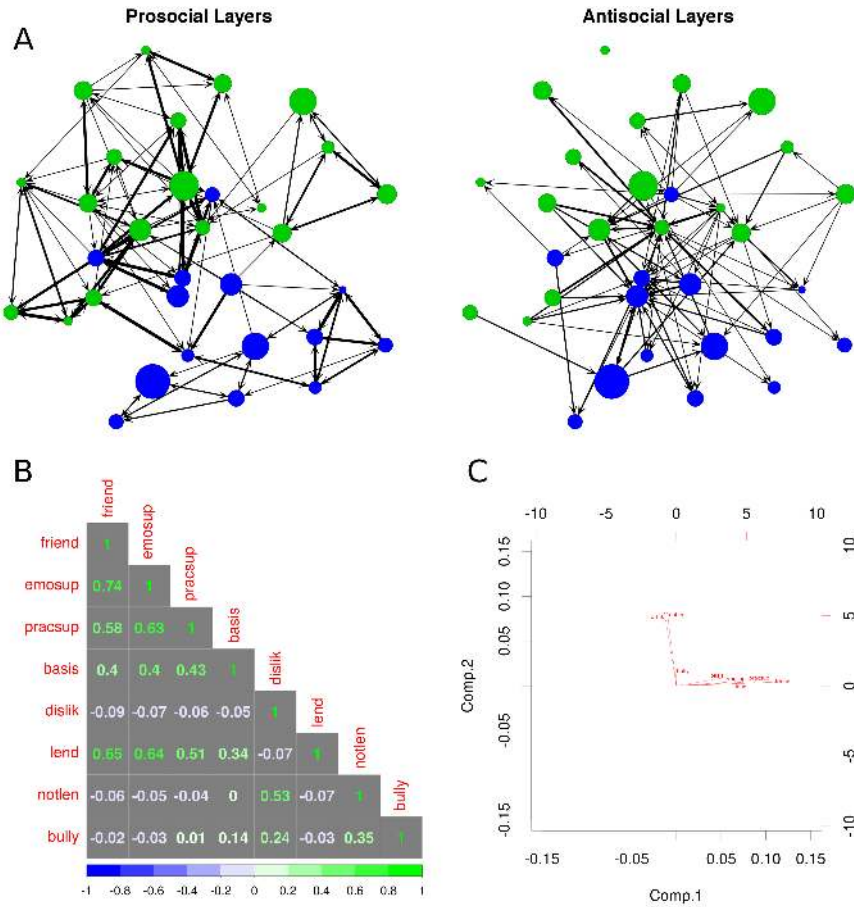 Prosocial Layers
Antisocial Layers
A
B
friend
emosup
pracsup
basis
dislik
lend
notlen
bully
friend 1
emosup 0.74 1
pracsup 0.58 0.63 1
basis 0.4 0.4 0.43 1
dislik -0.09 -0.07 -0.06 -0.05 1
lend 0.65 0.64 0.51 0.34 -0.07 1
notlen -0.06 -0.05 -0.04 0 0.53 -0.07 1
bully -0.02 -0.03 0.01 0.14 0.24 -0.03 0.35 1
-1 -0.8 -0.6 -0.4 -0.2 0 0.2 0.4 0.6 0.8 1
C
-10 -5 0 5 10
0.15
0.10
0.00
-0.05
-0.15
Comp.2
10
5
0
-5
-10
-0.15 -0.05 0.05 0.10 0.15
Comp.1